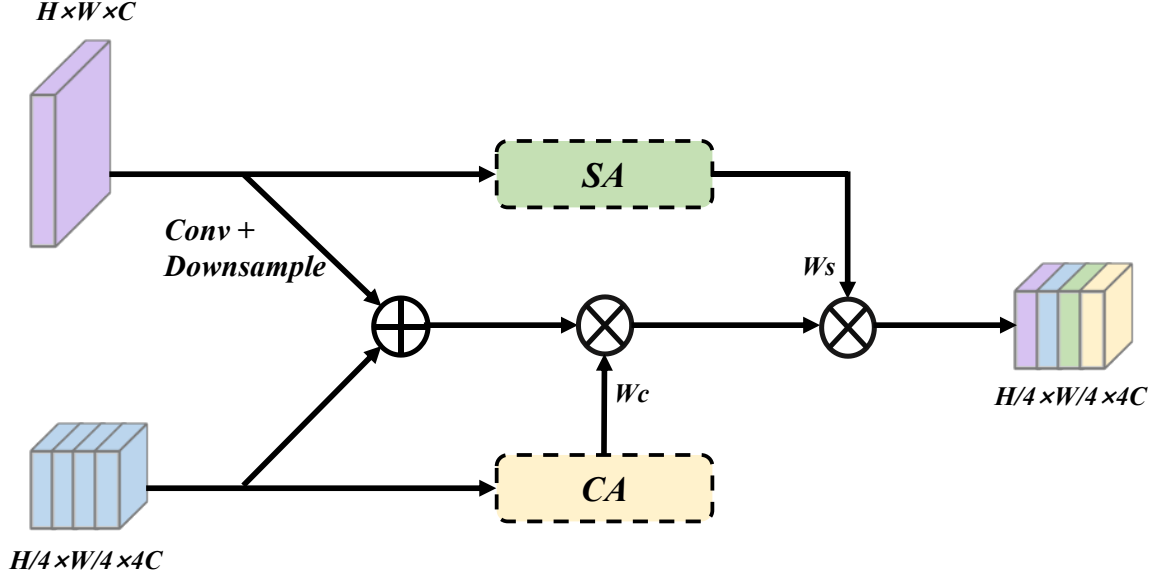 H×W×C
SA
Conv +
Downsample
Ws
Wc
H/4×W/4×4C
CA
H/4×W/4×4C